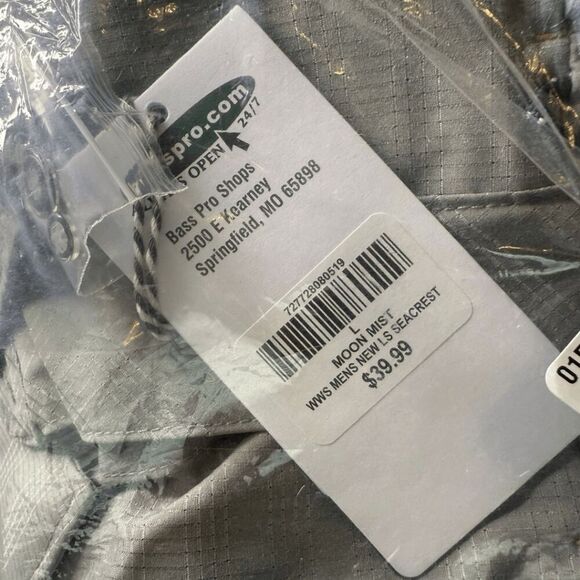 spro.com
S OPEN 24/7
Bass Pro Shops
2500 E Kearney
Springfield, MO 65898
727728080519
L
MOON MIST
WWS MENS NEW LS SEACREST
$39.99